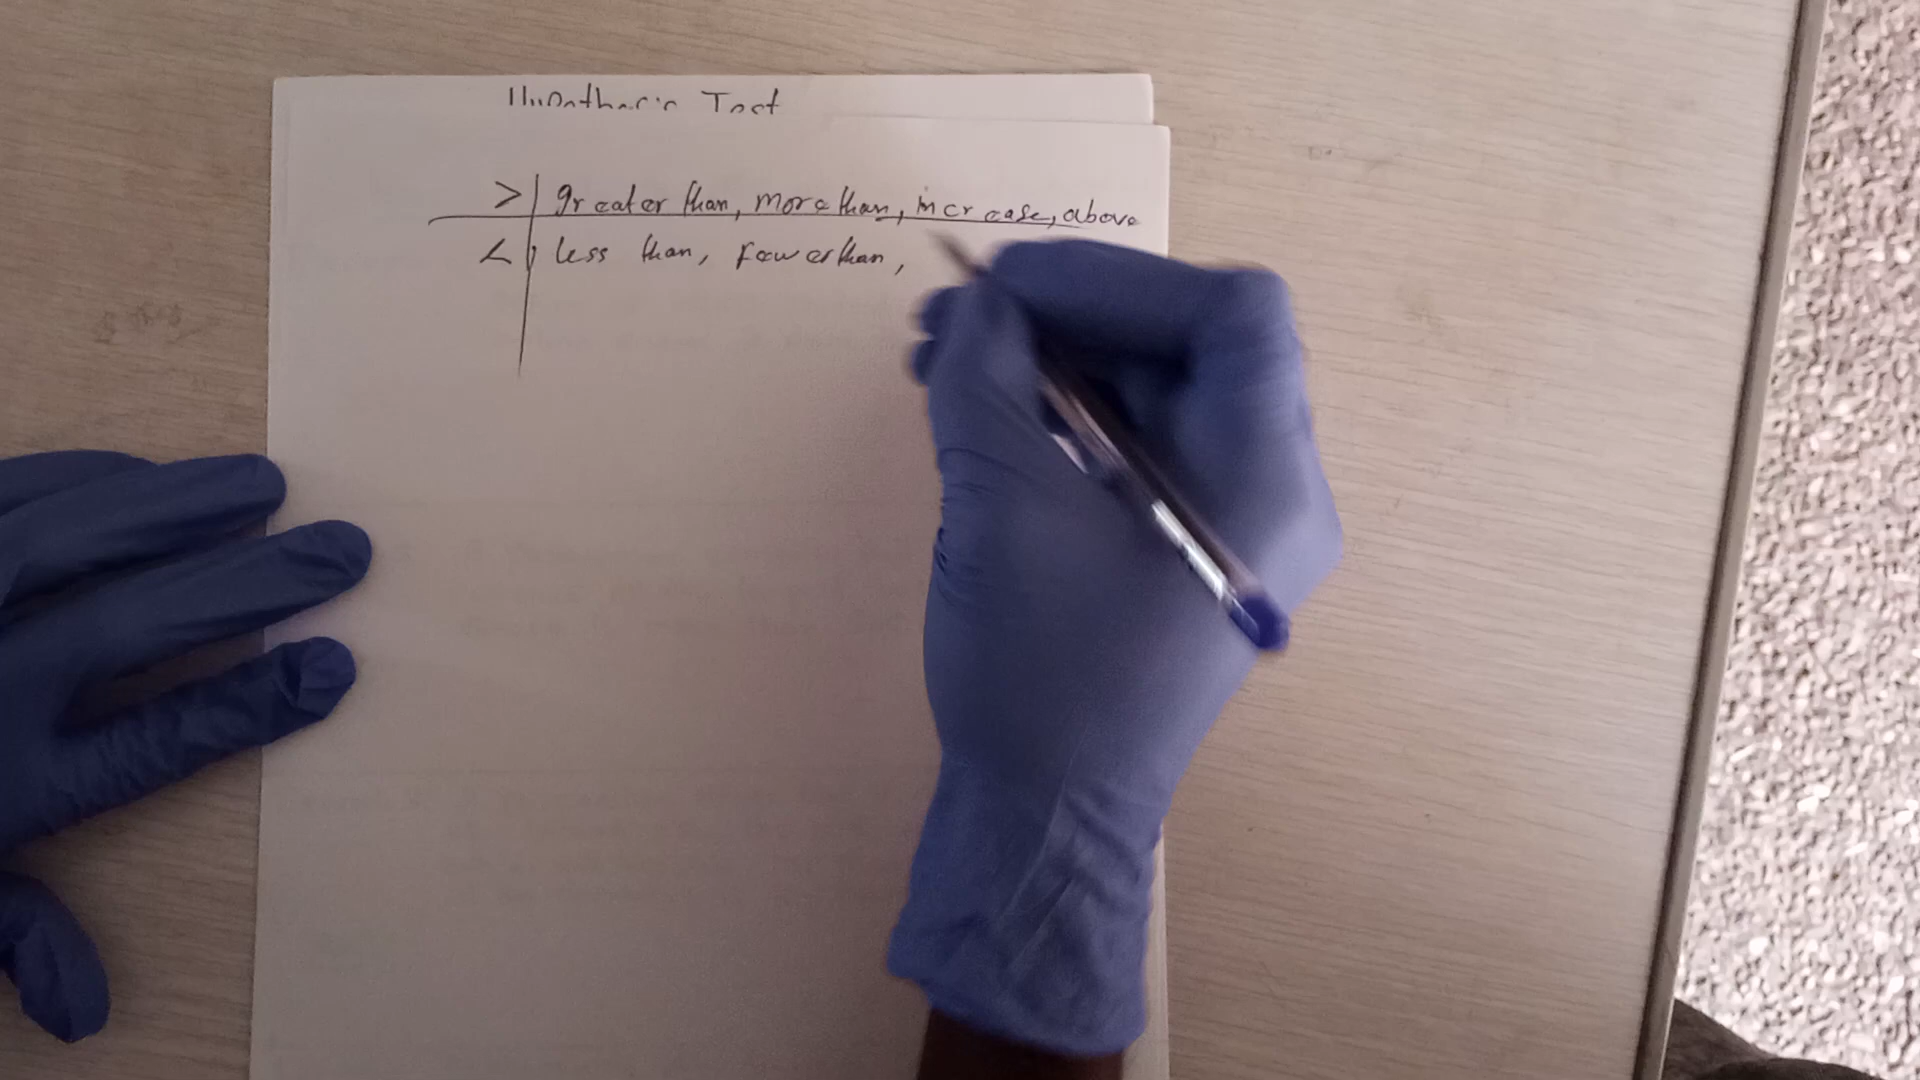 Hypothesis Test
> greater than, more than, increase, above
< less than, fewer than,